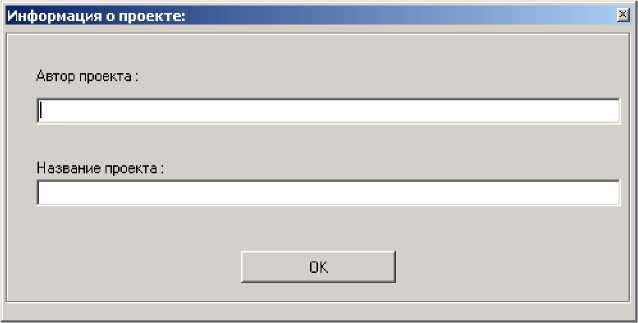 Информация о проекте:
Автор проекта :
Название проекта :
OK